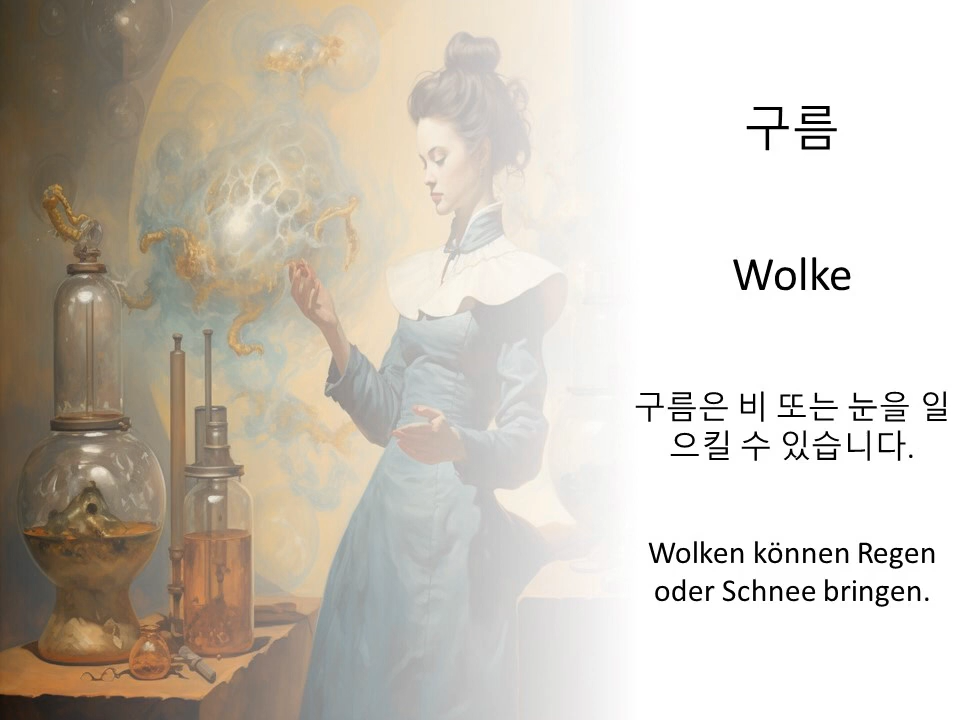 구름
Wolke
구름은 비 또는 눈을 일
으킬 수 있습니다.
Wolken können Regen
oder Schnee bringen.